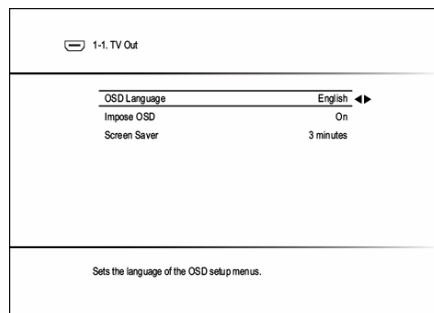 1-1. TV Out
OSD Language English
Impose OSD On
Screen Saver 3 minutes
Sets the language of the OSD setup menus.